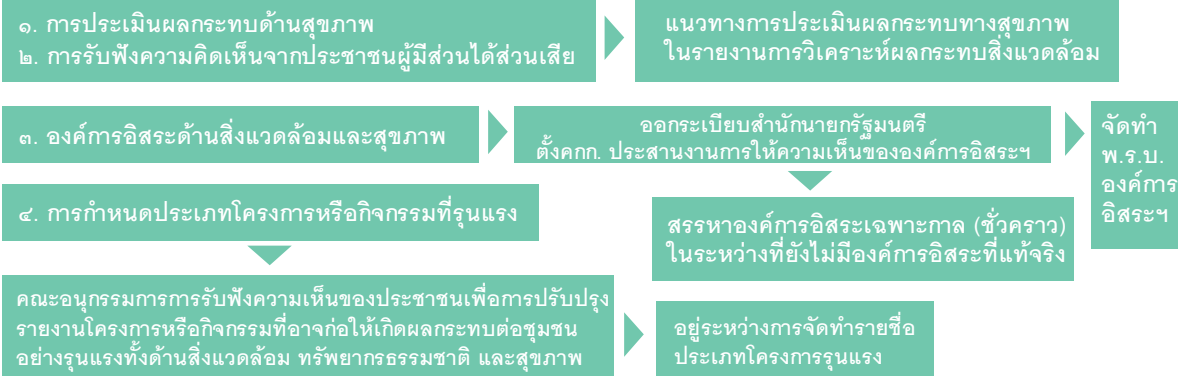 ๑. การประเมินผลกระทบด้านสุขภาพ
๒. การรับฟังความคิดเห็นจากประชาชนผู้มีส่วนได้ส่วนเสีย
แนวทางการประเมินผลกระทบทางสุขภาพ
ในรายงานการวิเคราะห์ผลกระทบสิ่งแวดล้อม
๓. องค์การอิสระด้านสิ่งแวดล้อมและสุขภาพ
ออกระเบียบสำนักนายกรัฐมนตรี
ตั้งคกก. ประสานงานการให้ความเห็นขององค์การอิสระฯ
จัดทำ
พ.ร.บ.
องค์การ
อิสระฯ
๔. การกำหนดประเภทโครงการหรือกิจกรรมที่รุนแรง
สรรหาองค์การอิสระเฉพาะกาล (ชั่วคราว)
ในระหว่างที่ยังไม่มีองค์การอิสระที่แท้จริง
คณะอนุกรรมการการรับฟังความเห็นของประชาชนเพื่อการปรับปรุง
รายงานโครงการหรือกิจกรรมที่อาจก่อให้เกิดผลกระทบต่อชุมชน
อย่างรุนแรงทั้งด้านสิ่งแวดล้อม ทรัพยากรธรรมชาติ และสุขภาพ
อยู่ระหว่างการจัดทำรายชื่อ
ประเภทโครงการรุนแรง